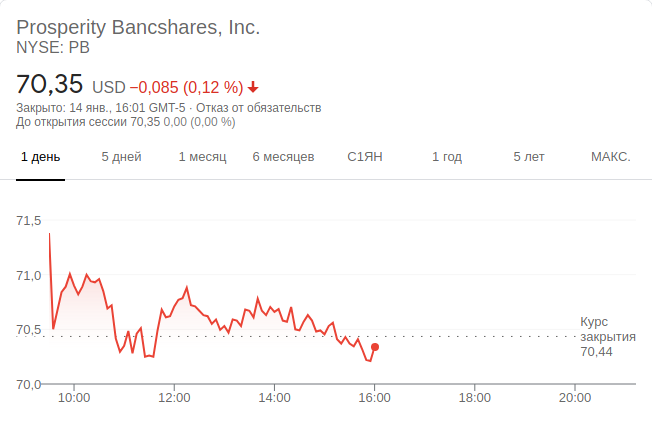 Prosperity Bancshares, Inc.
NYSE: PB
70,35 USD −0,085 (0,12 %)
Закрыто: 14 янв., 16:01 GMT-5 · Отказ от обязательств
До открытия сессии 70,35 0,00 (0,00 %)
1 день 5 дней 1 месяц 6 месяцев С1ЯН 1 год 5 лет МАКС.
71,5
71,0
70,5
70,0
Курс
закрытия
70,44
10:00 12:00 14:00 16:00 18:00 20:00